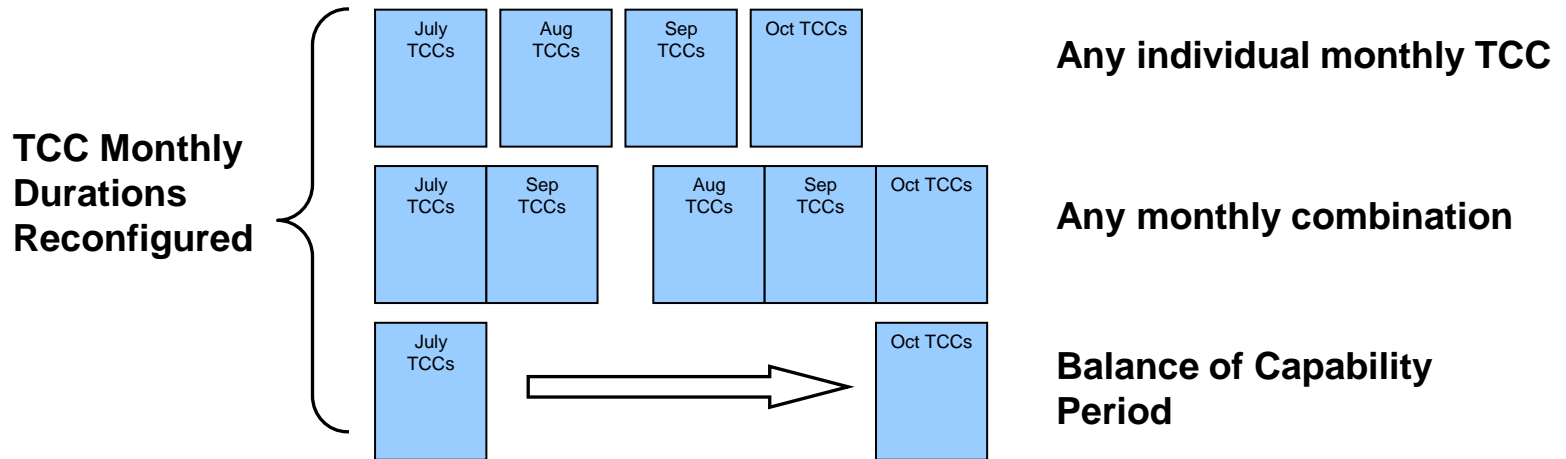 TCC Monthly
Durations
Reconfigured
July
TCCs
Aug
TCCs
Sep
TCCs
Oct TCCs
Any individual monthly TCC
July
TCCs
Sep
TCCs
Aug
TCCs
Sep
TCCs
Oct TCCs
Any monthly combination
July
TCCs
Oct TCCs
Balance of Capability
Period